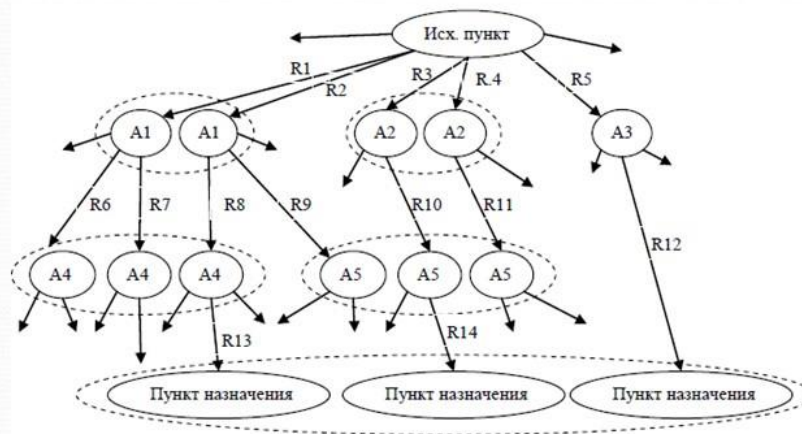 Исх. пункт
R1
R2
R3
R.4
R5
A1
A1
A2
A2
A3
R6
R7
R8
R9
R10
R11
R12
A4
A4
A4
A5
A5
A5
R13
R14
Пункт назначения
Пункт назначения
Пункт назначения